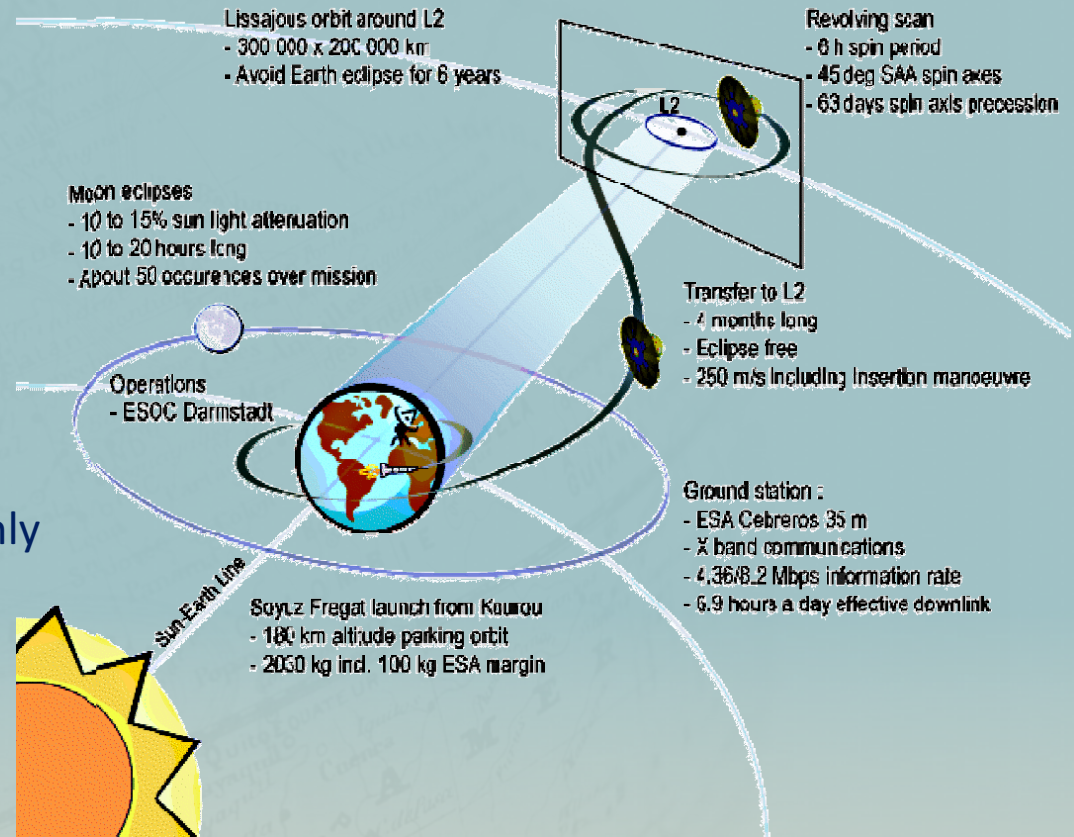 Lissajous orbit around L2
- 300 000 x 200 000 km
- Avoid Earth eclipse for 6 years
Revolving scan
- 6 h spin period
- 45 deg SAA spin axes
- 63 days spin axis precession
L2
Moon eclipses
- 10 to 15% sun light attenuation
- 10 to 20 hours long
- About 50 occurences over mission
Transfer to L2
- 4 months long
- Eclipse free
- 250 m/s including insertion manoeuvre
Operations
- ESOC Darmstadt
Ground station :
- ESA Cebreros 35 m
- X band communications
- 4.36/8.2 Mbps information rate
- 6.9 hours a day effective downlink
Sun-Earth Line
Soyuz Fregat launch from Kourou
- 180 km altitude parking orbit
- 2030 kg incl. 100 kg ESA margin